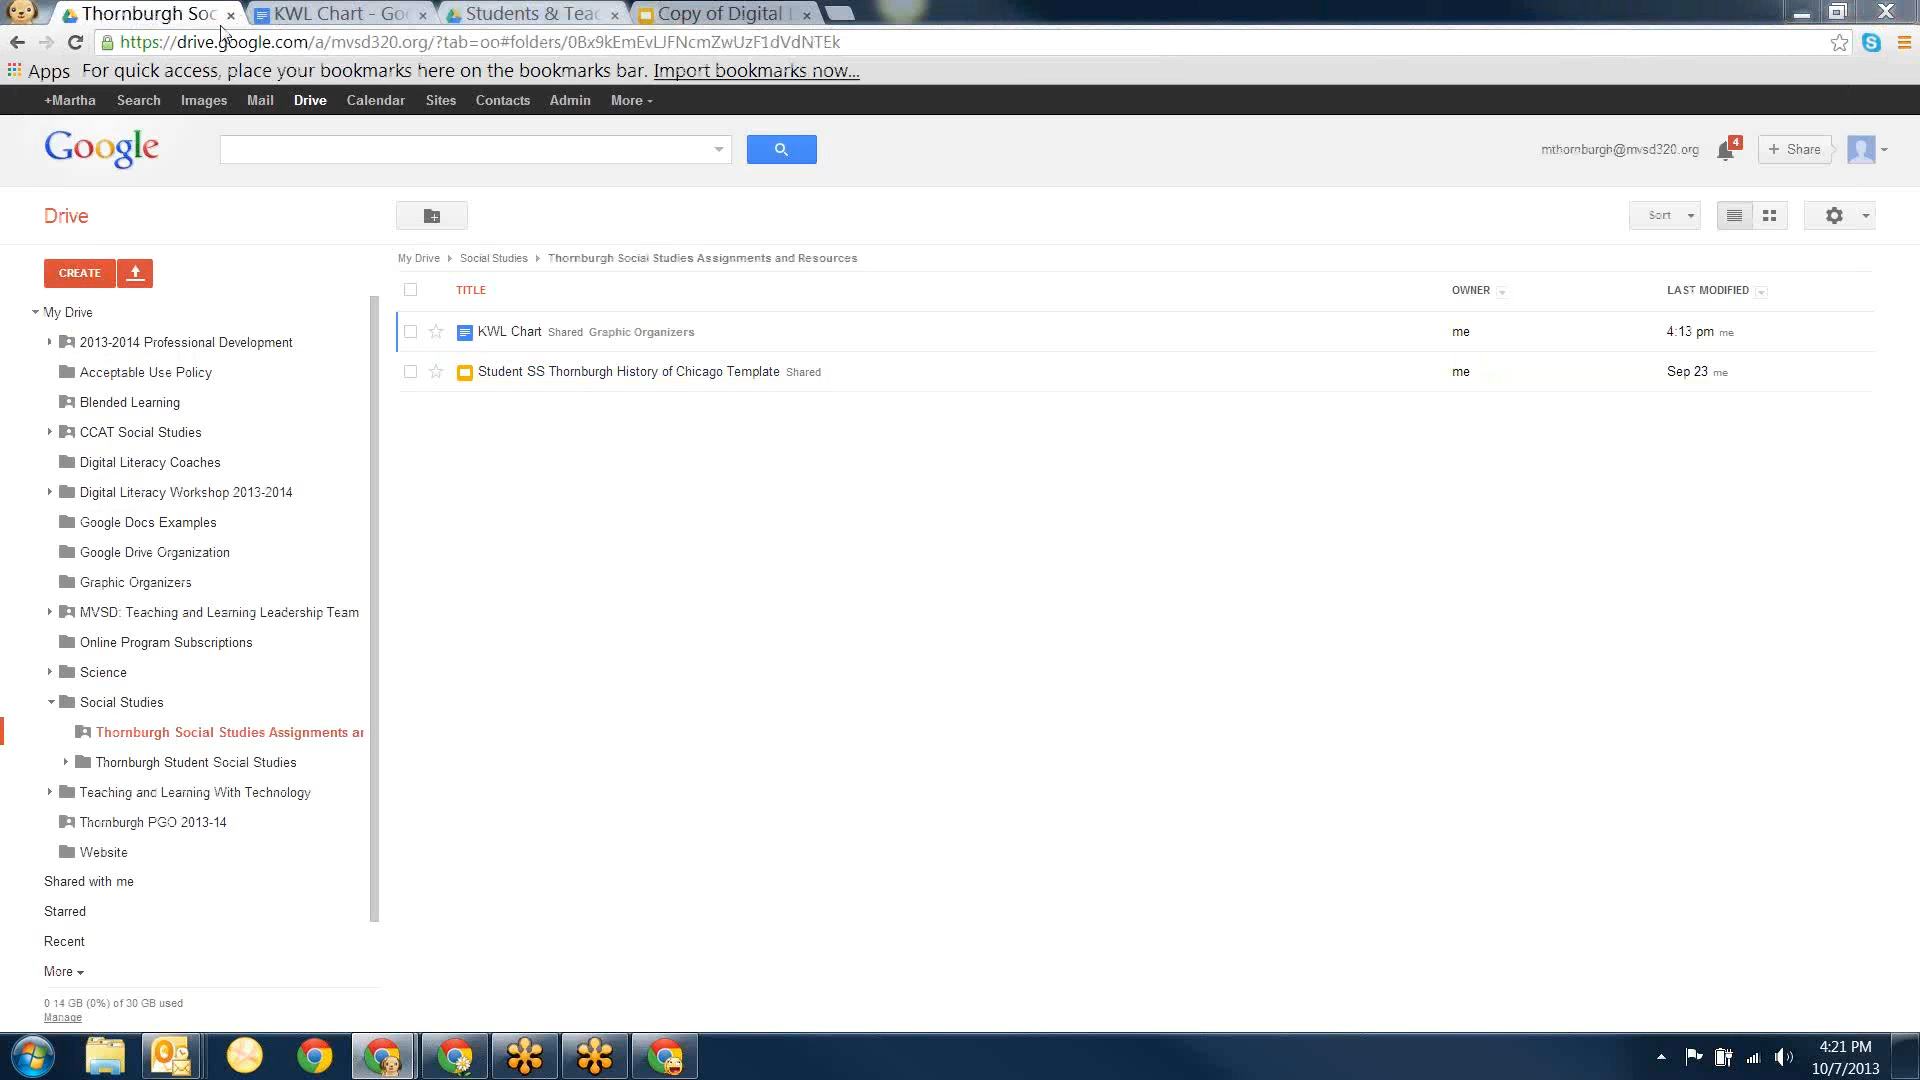 Thornburgh Soc
KWL Chart - Goo
Students & Teac
Copy of Digital
https://drive.google.com/a/mvsd320.org/?tab=oo#folders/0Bx9kEmEvLJFNcmZwUzF1dVdNTEk
Apps For quick access, place your bookmarks here on the bookmarks bar. Import bookmarks now...
+Martha Search Images Mail Drive Calendar Sites Contacts Admin More
Google
mthornburgh@mvsd320.org 4 + Share
Drive
Sort
CREATE
My Drive Social Studies Thornburgh Social Studies Assignments and Resources
TITLE OWNER LAST MODIFIED
KWL Chart Shared Graphic Organizers me 4:13 pm me
Student SS Thornburgh History of Chicago Template Shared me Sep 23 me
My Drive
2013-2014 Professional Development
Acceptable Use Policy
Blended Learning
CCAT Social Studies
Digital Literacy Coaches
Digital Literacy Workshop 2013-2014
Google Docs Examples
Google Drive Organization
Graphic Organizers
MVSD: Teaching and Learning Leadership Team
Online Program Subscriptions
Science
Social Studies
Thornburgh Social Studies Assignments ar
Thornburgh Student Social Studies
Teaching and Learning With Technology
Thornburgh PGO 2013-14
Website
Shared with me
Starred
Recent
More
0.14 GB (0%) of 30 GB used
Manage
4:21 PM
10/7/2013